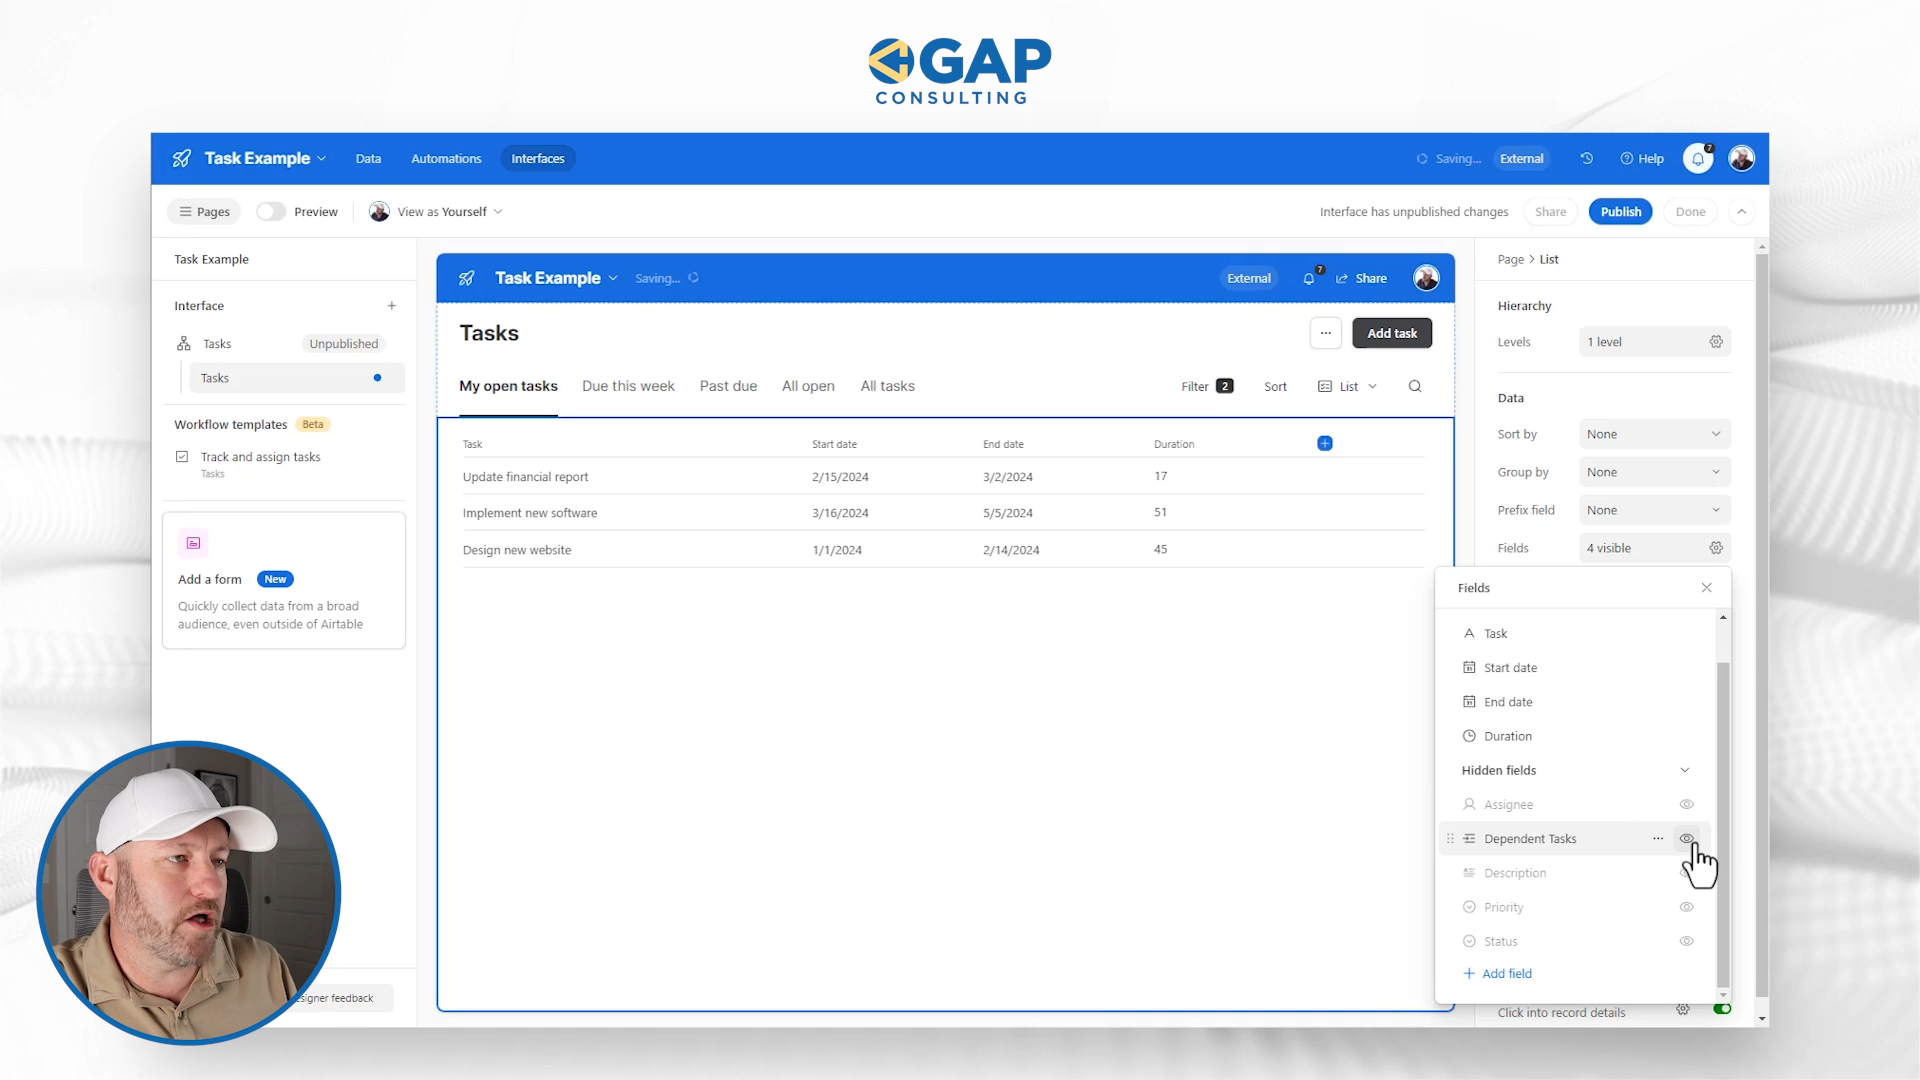 GAP
CONSULTING
Task Example
Data
Automations
Interfaces
Saving...
External
Help
7
Pages
Preview
View as Yourself
Interface has unpublished changes
Share
Publish
Done
Task Example
Interface
Tasks
Unpublished
Tasks
Workflow templates
Beta
Track and assign tasks
Tasks
Add a form
New
Quickly collect data from a broad
audience, even outside of Airtable
signer feedback
Task Example
Saving...
External
7
Share
Tasks
Add task
My open tasks
Due this week
Past due
All open
All tasks
Filter 2
Sort
List
Task Start date End date Duration
Update financial report 2/15/2024 3/2/2024 17
Implement new software 3/16/2024 5/5/2024 51
Design new website 1/1/2024 2/14/2024 45
Page > List
Hierarchy
Levels 1 level
Data
Sort by None
Group by None
Prefix field None
Fields 4 visible
Fields
Task
Start date
End date
Duration
Hidden fields
Assignee
Dependent Tasks
Description
Priority
Status
Add field
Click into record details